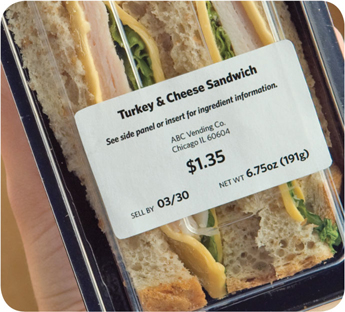 Turkey & Cheese Sandwich
See side panel or insert for ingredient information.
ABC Vending Co.
Chicago IL 60604
$1.35
SELL BY 03/30
NET WT 6.75oz (191g)